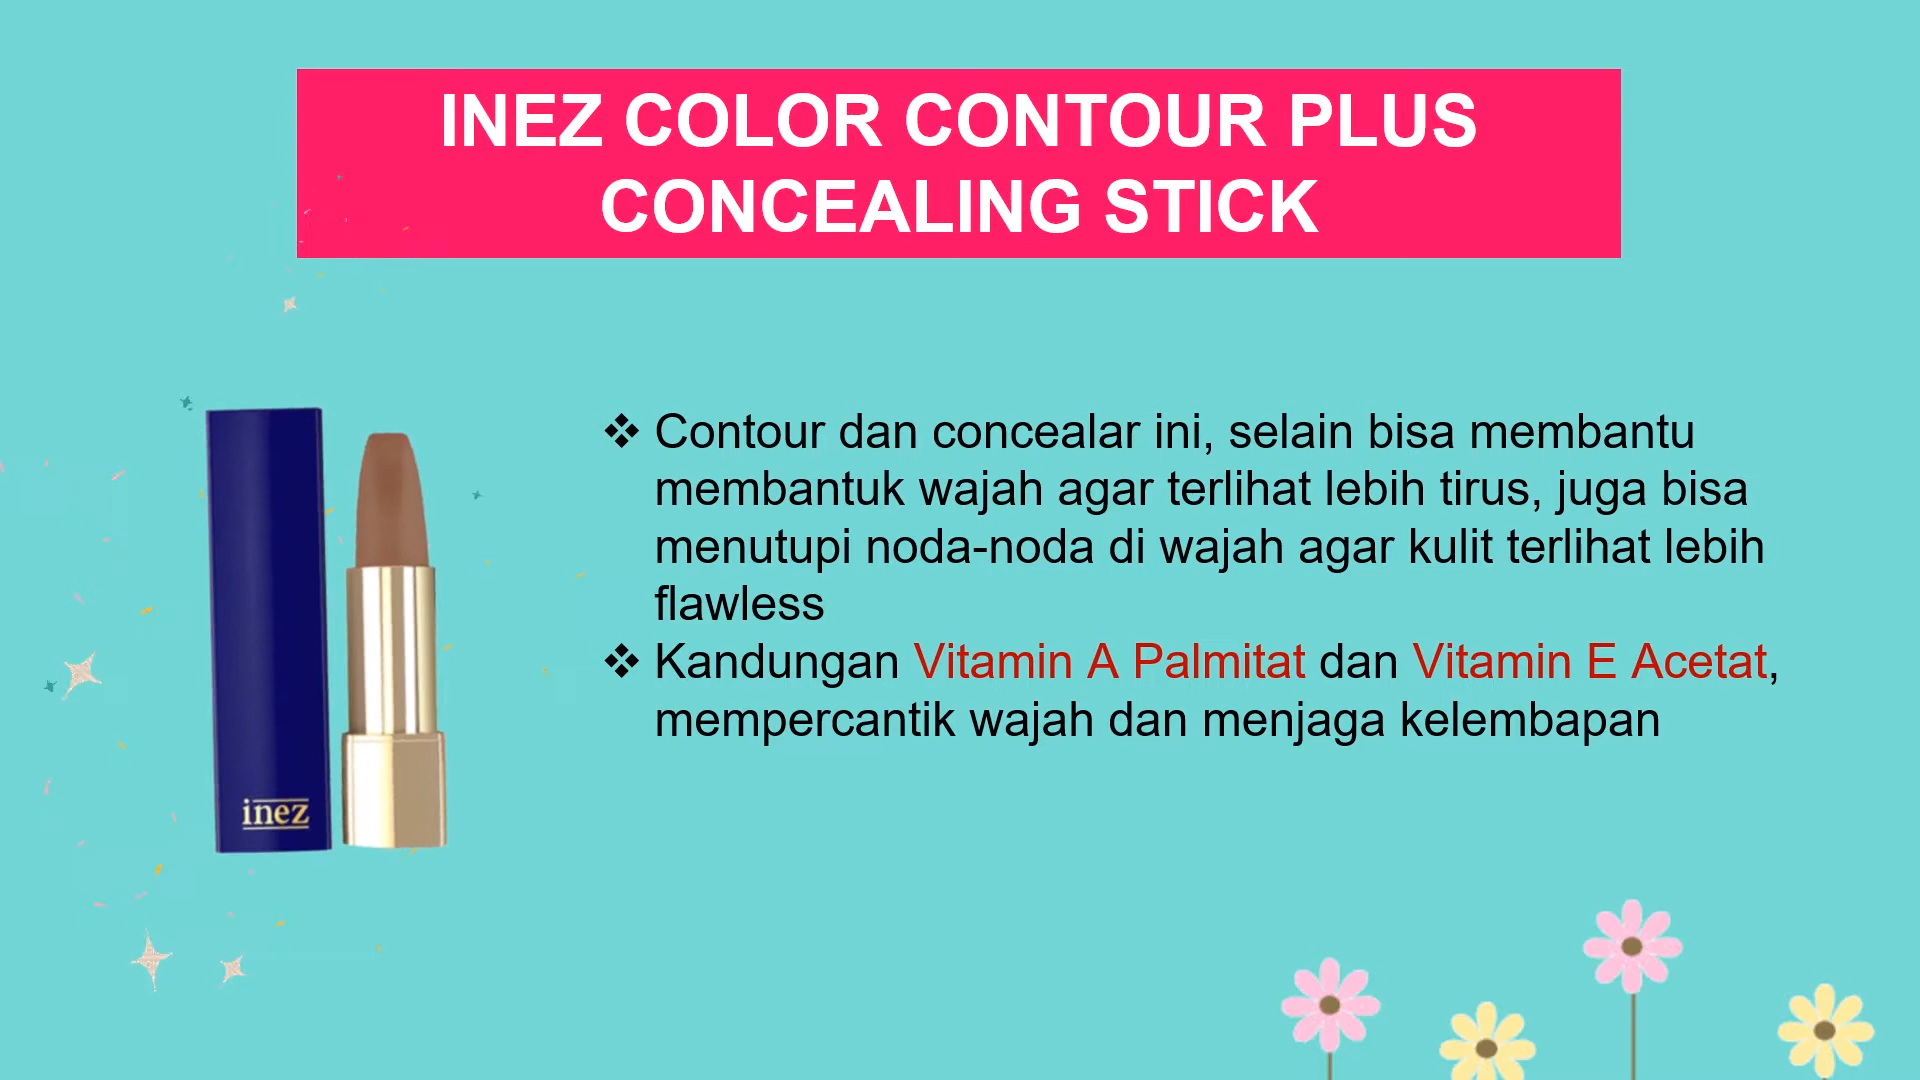 INEZ COLOR CONTOUR PLUS
CONCEALING STICK
❖ Contour dan concealar ini, selain bisa membantu
membantuk wajah agar terlihat lebih tirus, juga bisa
menutupi noda-noda di wajah agar kulit terlihat lebih
flawless
❖ Kandungan Vitamin A Palmitat dan Vitamin E Acetat,
mempercantik wajah dan menjaga kelembapan
inez